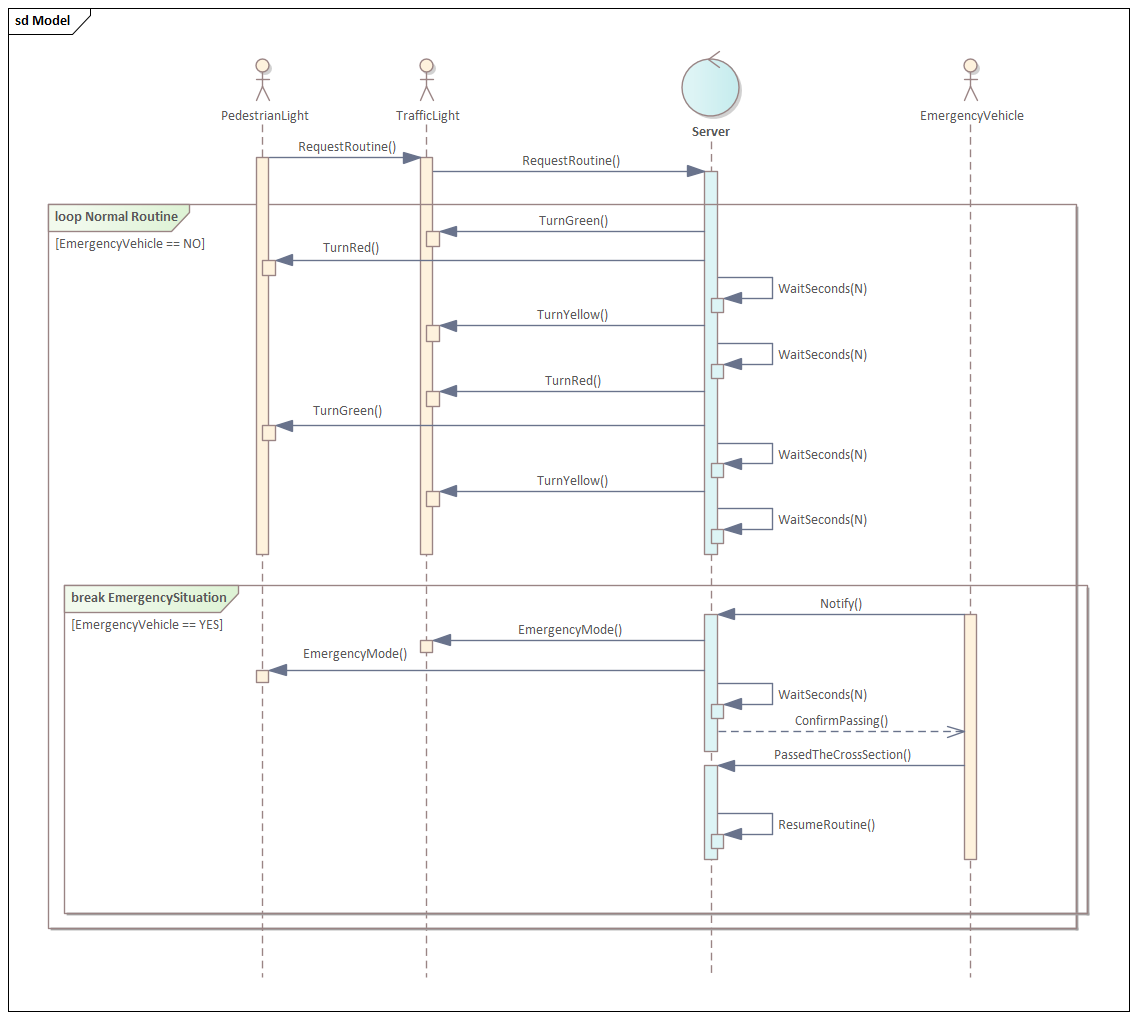 sd Model
PedestrianLight
TrafficLight
Server
EmergencyVehicle
RequestRoutine()
RequestRoutine()
loop Normal Routine
[EmergencyVehicle == NO]
TurnGreen()
TurnRed()
WaitSeconds(N)
TurnYellow()
WaitSeconds(N)
TurnRed()
TurnGreen()
WaitSeconds(N)
TurnYellow()
WaitSeconds(N)
break EmergencySituation
[EmergencyVehicle == YES]
Notify()
EmergencyMode()
EmergencyMode()
WaitSeconds(N)
ConfirmPassing()
PassedTheCrossSection()
ResumeRoutine()